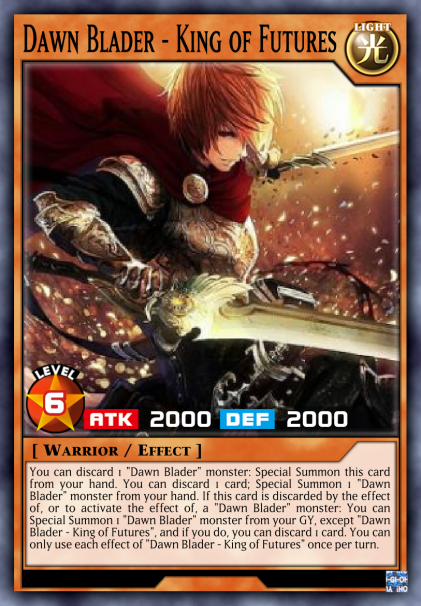 Dawn Blader - King of Futures
LIGHT
光
LEVEL
6
ATK 2000 DEF 2000
[ Warrior / Effect ]
You can discard 1 "Dawn Blader" monster: Special Summon this card
from your hand. You can discard 1 card; Special Summon 1 "Dawn
Blader" monster from your hand. If this card is discarded by the effect
of, or to activate the effect of, a "Dawn Blader" monster: You can
Special Summon 1 "Dawn Blader" monster from your GY, except "Dawn
Blader - King of Futures", and if you do, you can discard 1 card. You can
only use each effect of "Dawn Blader - King of Futures" once per turn.